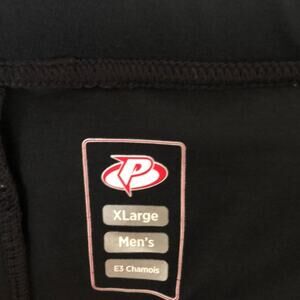 P
XLarge
Men's
E3 Chamois